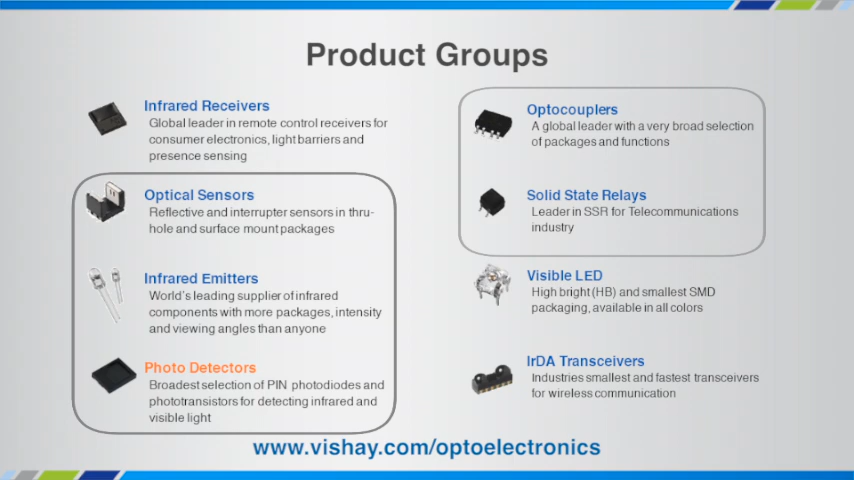 Product Groups
Infrared Receivers
Global leader in remote control receivers for
consumer electronics, light barriers and
presence sensing
Optical Sensors
Reflective and interrupter sensors in thru-
hole and surface mount packages
Infrared Emitters
World's leading supplier of infrared
components with more packages, intensity
and viewing angles than anyone
Photo Detectors
Broadest selection of PIN photodiodes and
phototransistors for detecting infrared and
visible light
Optocouplers
A global leader with a very broad selection
of packages and functions
Solid State Relays
Leader in SSR for Telecommunications
industry
Visible LED
High bright (HB) and smallest SMD
packaging, available in all colors
IrDA Transceivers
Industries smallest and fastest transceivers
for wireless communication
www.vishay.com/optoelectronics